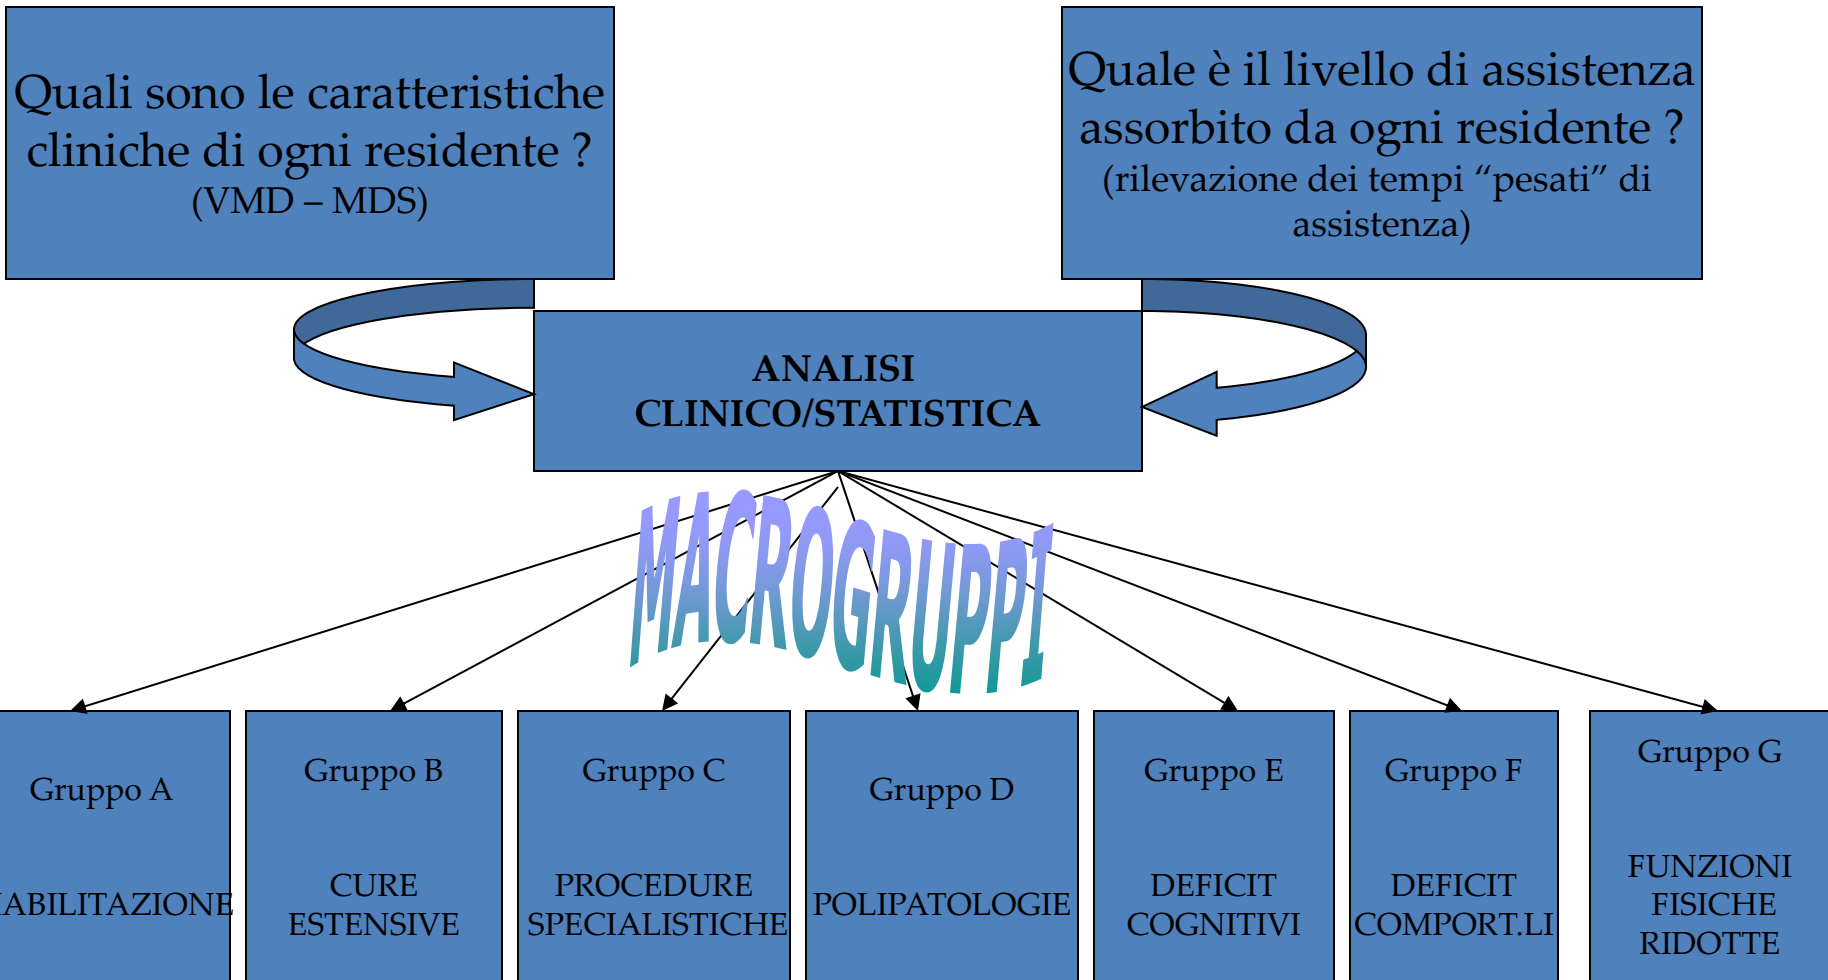 Quali sono le caratteristiche
cliniche di ogni residente ?
(VMD – MDS)
Quale è il livello di assistenza
assorbito da ogni residente ?
(rilevazione dei tempi “pesati” di
assistenza)
ANALISI
CLINICO/STATISTICA
MACROGRUPPI
Gruppo A
IABILITAZIONE
Gruppo B
CURE
ESTENSIVE
Gruppo C
PROCEDURE
SPECIALISTICHE
Gruppo D
POLIPATOLOGIE
Gruppo E
DEFICIT
COGNITIVI
Gruppo F
DEFICIT
COMPORT.LI
Gruppo G
FUNZIONI
FISICHE
RIDOTTE